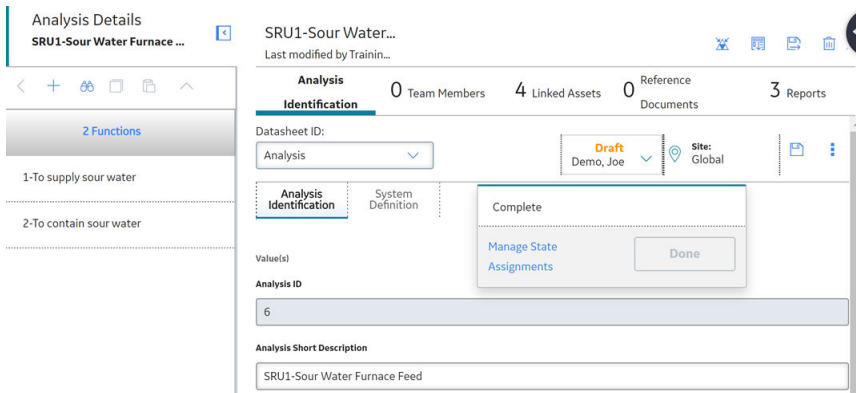 Analysis Details
SRU1-Sour Water Furnace ...
2 Functions
1-To supply sour water
2-To contain sour water
SRU1-Sour Water...
Last modified by Trainin...
Analysis
Identification
0 Team Members
4 Linked Assets
0 Reference
Documents
3 Reports
Datasheet ID:
Analysis
Draft
Demo, Joe
Site:
Global
Analysis
Identification
System
Definition
Complete
Manage State
Assignments
Done
Value(s)
Analysis ID
6
Analysis Short Description
SRU1-Sour Water Furnace Feed